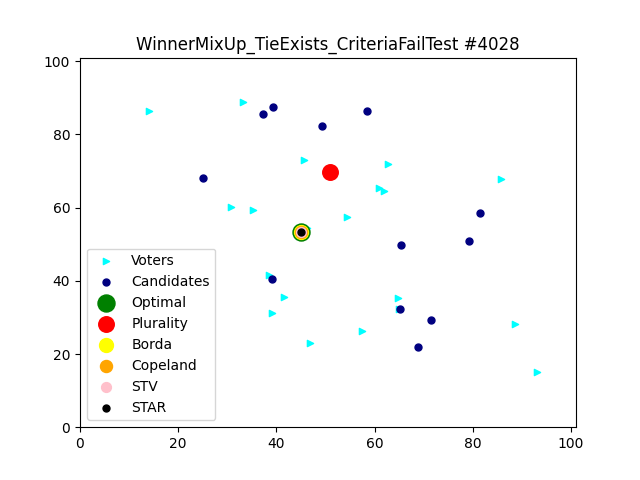 WinnerMixUp_TieExists_CriteriaFailTest #4028
100
80
60
40
20
0
Voters
Candidates
Optimal
Plurality
Borda
Copeland
STV
STAR
0 20 40 60 80 100